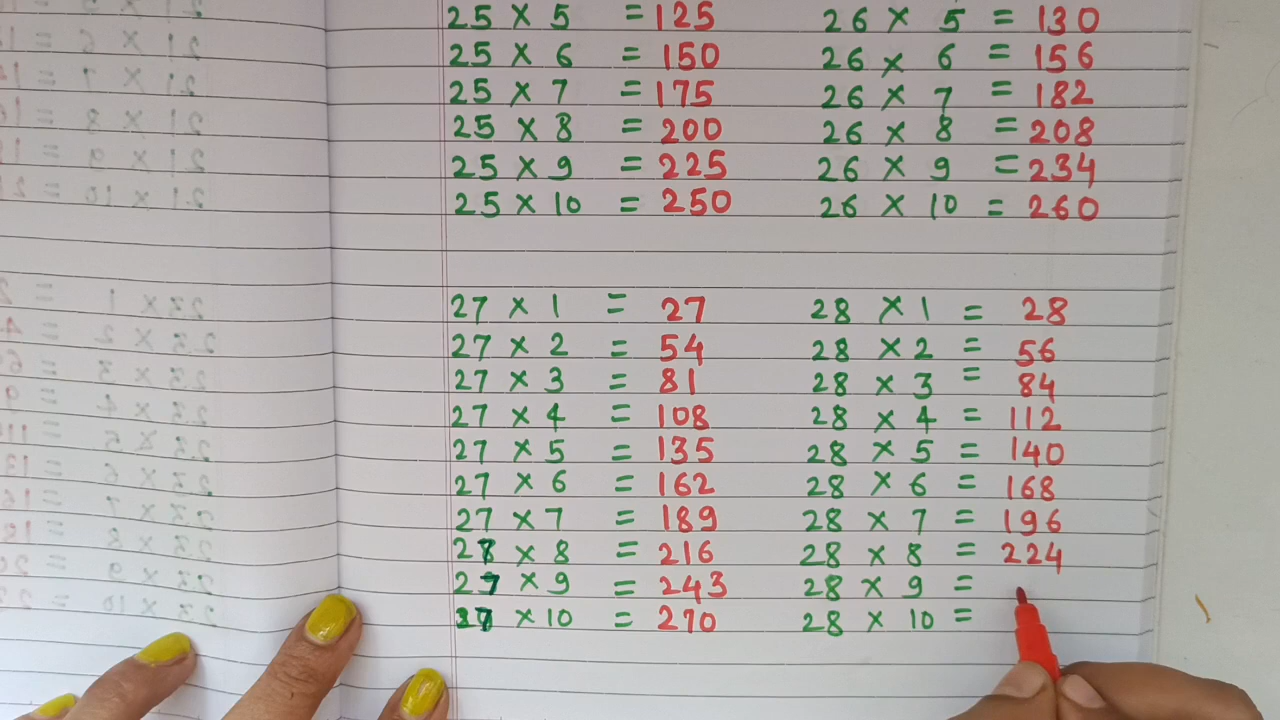 25 × 5 = 125
25 × 6 = 150
25 × 7 = 175
25 × 8 = 200
25 × 9 = 225
25 × 10 = 250
26 × 5 = 130
26 × 6 = 156
26 × 7 = 182
26 × 8 = 208
26 × 9 = 234
26 × 10 = 260
27 × 1 = 27
27 × 2 = 54
27 × 3 = 81
27 × 4 = 108
27 × 5 = 135
27 × 6 = 162
27 × 7 = 189
27 × 8 = 216
27 × 9 = 243
27 × 10 = 270
28 × 1 = 28
28 × 2 = 56
28 × 3 = 84
28 × 4 = 112
28 × 5 = 140
28 × 6 = 168
28 × 7 = 196
28 × 8 = 224
28 × 9 =
28 × 10 =